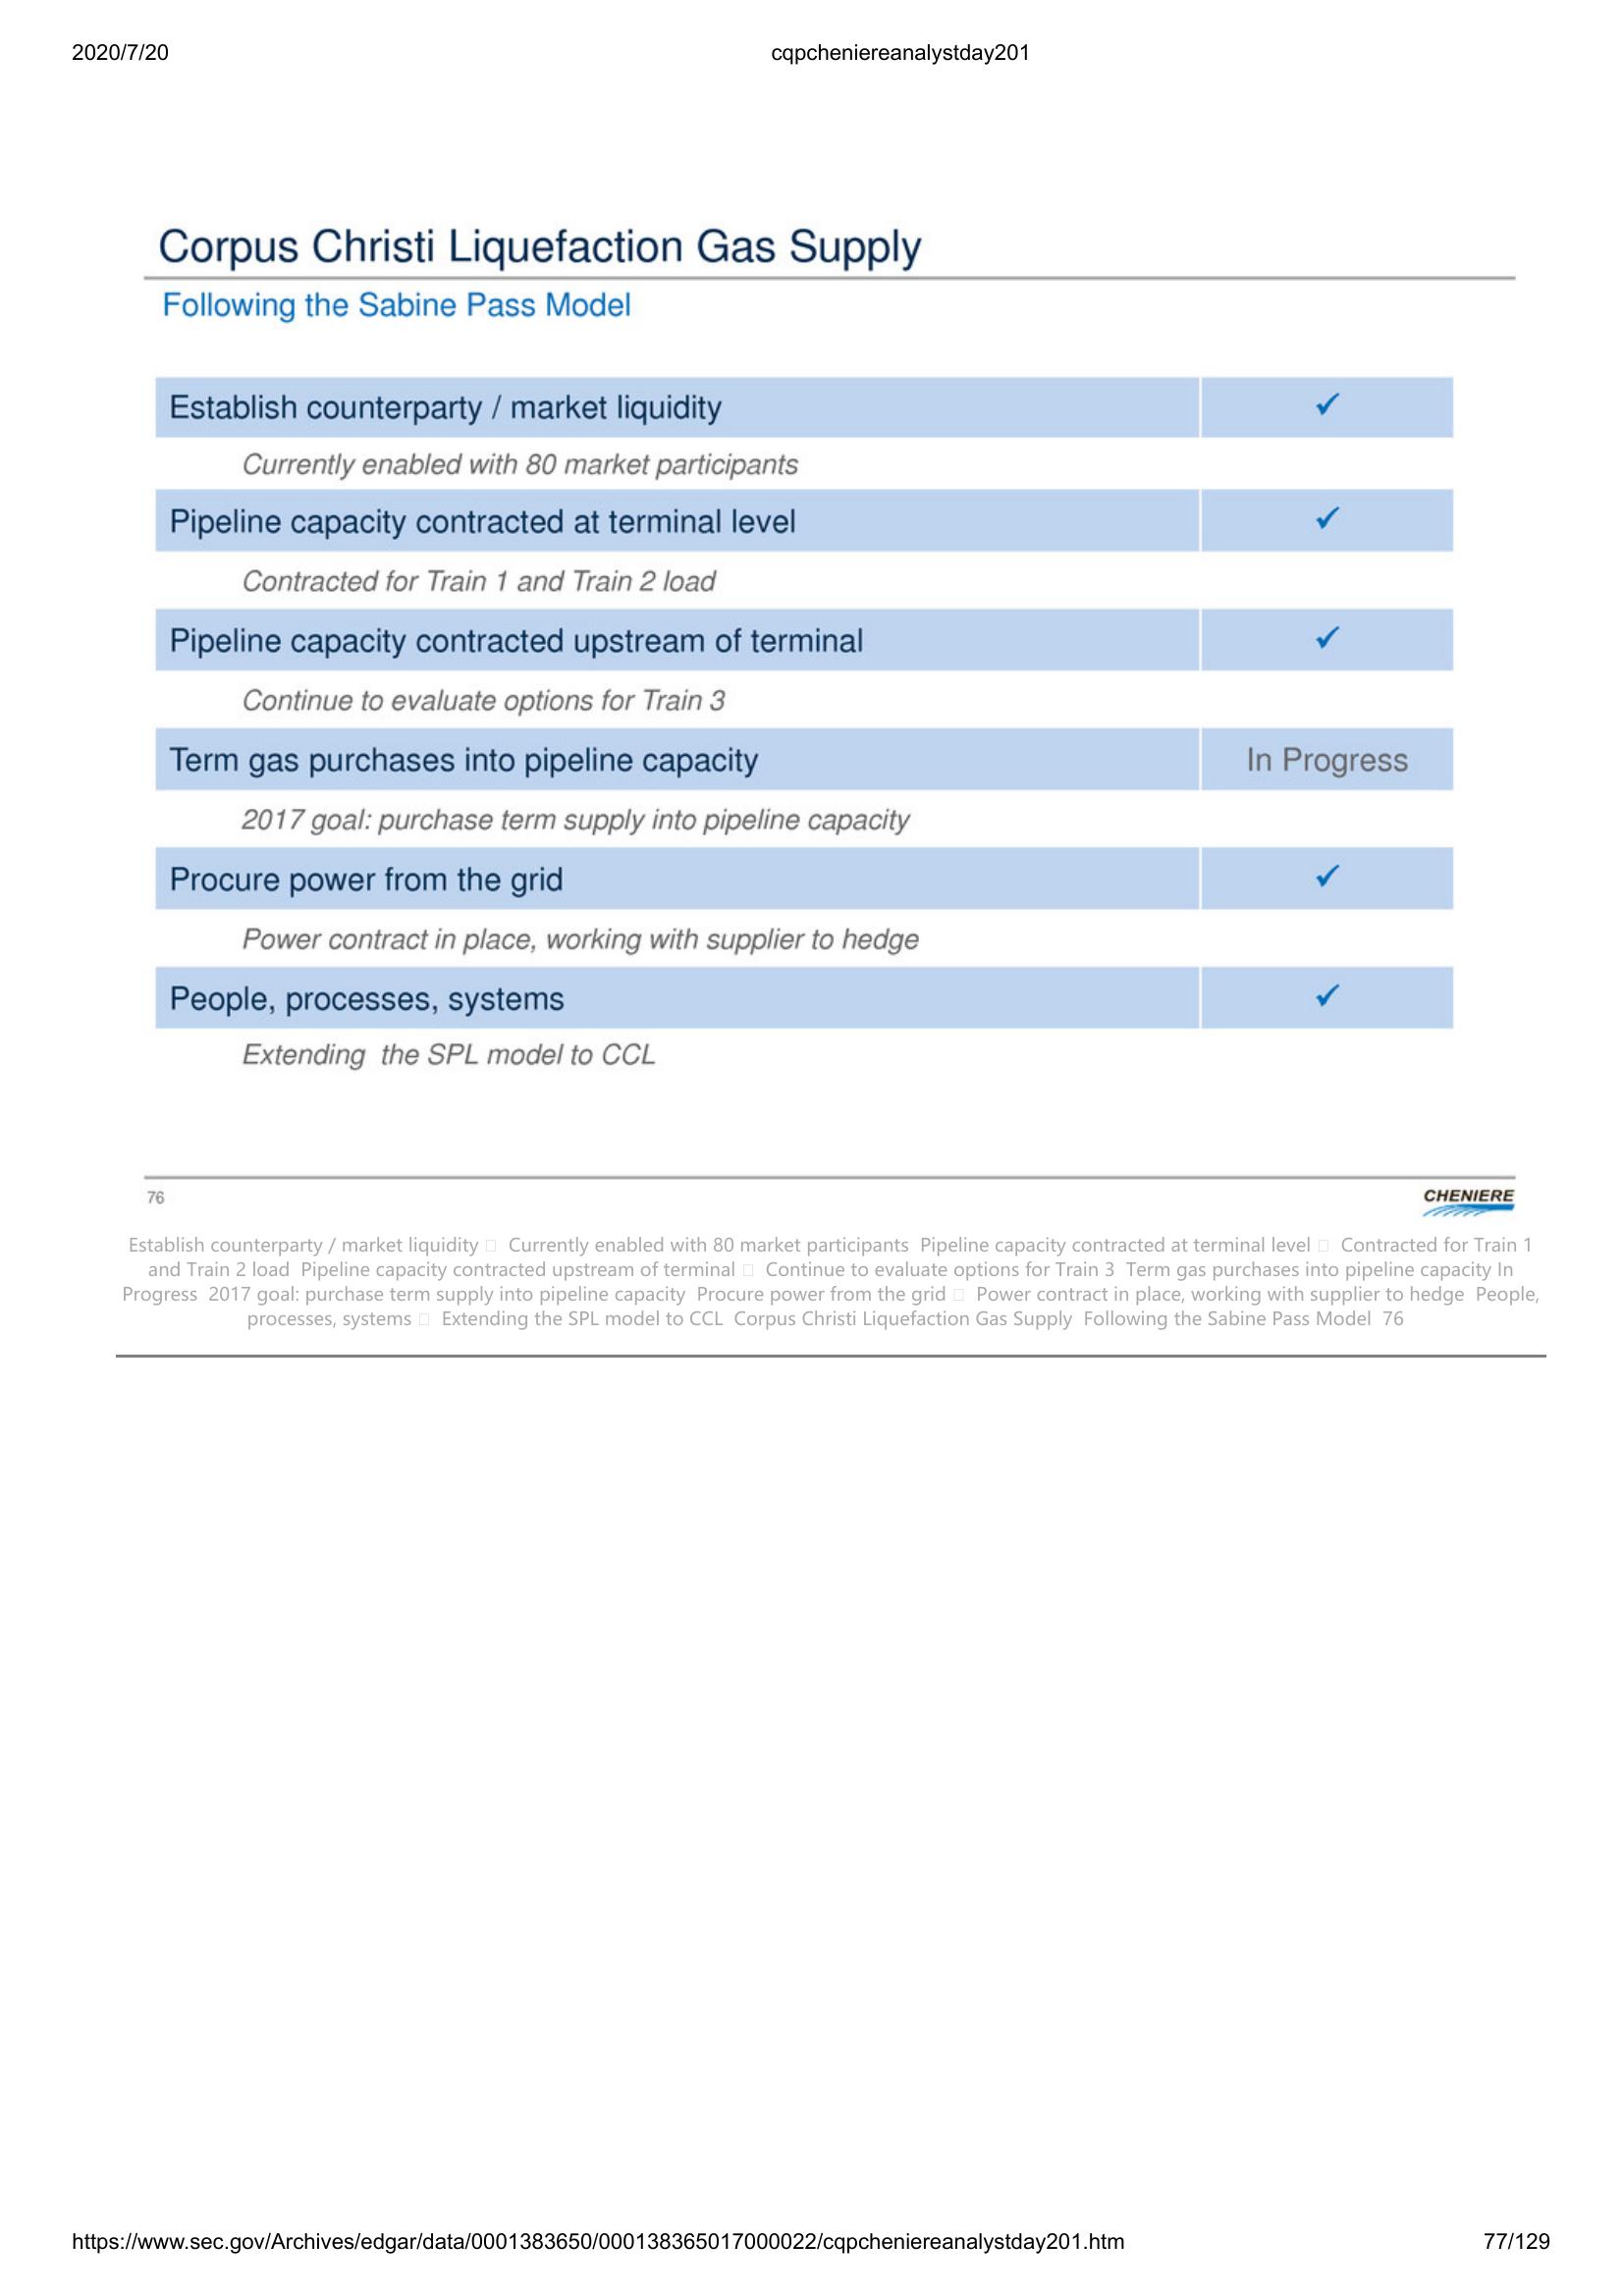 2020/7/20 cqpcheniereanalystday201
Corpus Christi Liquefaction Gas Supply
Following the Sabine Pass Model
Establish counterparty / market liquidity ✓
Currently enabled with 80 market participants
Pipeline capacity contracted at terminal level ✓
Contracted for Train 1 and Train 2 load
Pipeline capacity contracted upstream of terminal ✓
Continue to evaluate options for Train 3
Term gas purchases into pipeline capacity In Progress
2017 goal: purchase term supply into pipeline capacity
Procure power from the grid ✓
Power contract in place, working with supplier to hedge
People, processes, systems ✓
Extending the SPL model to CCL
76 CHENIERE
Establish counterparty / market liquidity  Currently enabled with 80 market participants Pipeline capacity contracted at terminal level  Contracted for Train 1
and Train 2 load Pipeline capacity contracted upstream of terminal  Continue to evaluate options for Train 3 Term gas purchases into pipeline capacity In
Progress 2017 goal: purchase term supply into pipeline capacity Procure power from the grid  Power contract in place, working with supplier to hedge People,
processes, systems  Extending the SPL model to CCL Corpus Christi Liquefaction Gas Supply Following the Sabine Pass Model 76
https://www.sec.gov/Archives/edgar/data/0001383650/000138365017000022/cqpcheniereanalystday201.htm 77/129